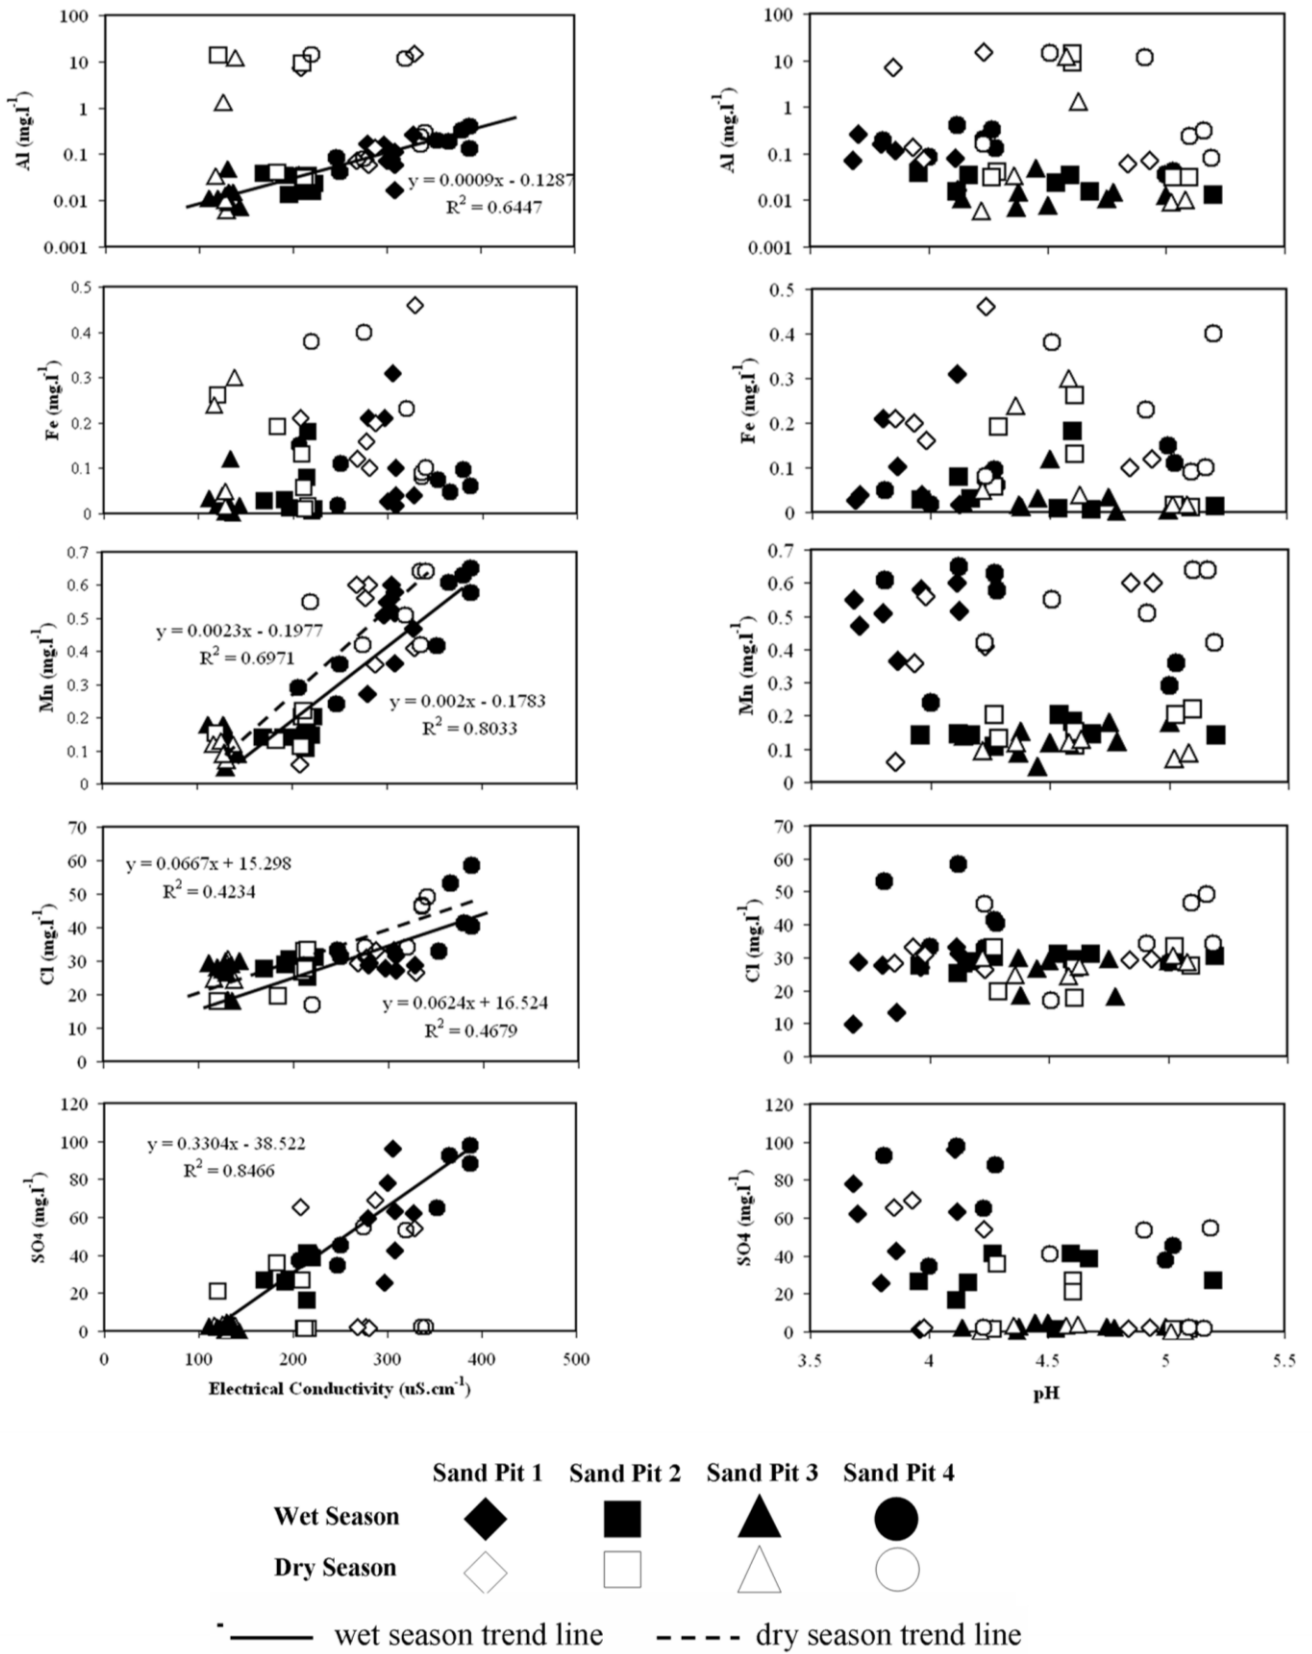 100
10
1
0.1
0.01
0.001
Al (mg.l-1)
y = 0.0009x - 0.1287
R2 = 0.6447
100
10
1
0.1
0.01
0.001
Al (mg.l-1)
0.5
0.4
0.3
0.2
0.1
0
Fe (mg.l-1)
0.5
0.4
0.3
0.2
0.1
0
Fe (mg.l-1)
0.7
0.6
0.5
0.4
0.3
0.2
0.1
0
Mn (mg.l-1)
y = 0.0023x - 0.1977
R2 = 0.6971
y = 0.002x - 0.1783
R2 = 0.8033
0.7
0.6
0.5
0.4
0.3
0.2
0.1
0
Mn (mg.l-1)
70
60
50
40
30
20
10
0
Cl (mg.l-1)
y = 0.0667x + 15.298
R2 = 0.4234
y = 0.0624x + 16.524
R2 = 0.4679
70
60
50
40
30
20
10
0
Cl (mg.l-1)
120
100
80
60
40
20
0
SO4 (mg.l-1)
y = 0.3304x - 38.522
R2 = 0.8466
0 100 200 300 400 500
Electrical Conductivity (uS.cm-1)
120
100
80
60
40
20
0
SO4 (mg.l-1)
3.5 4 4.5 5 5.5
pH
Sand Pit 1 Sand Pit 2 Sand Pit 3 Sand Pit 4
Wet Season
Dry Season
wet season trend line dry season trend line